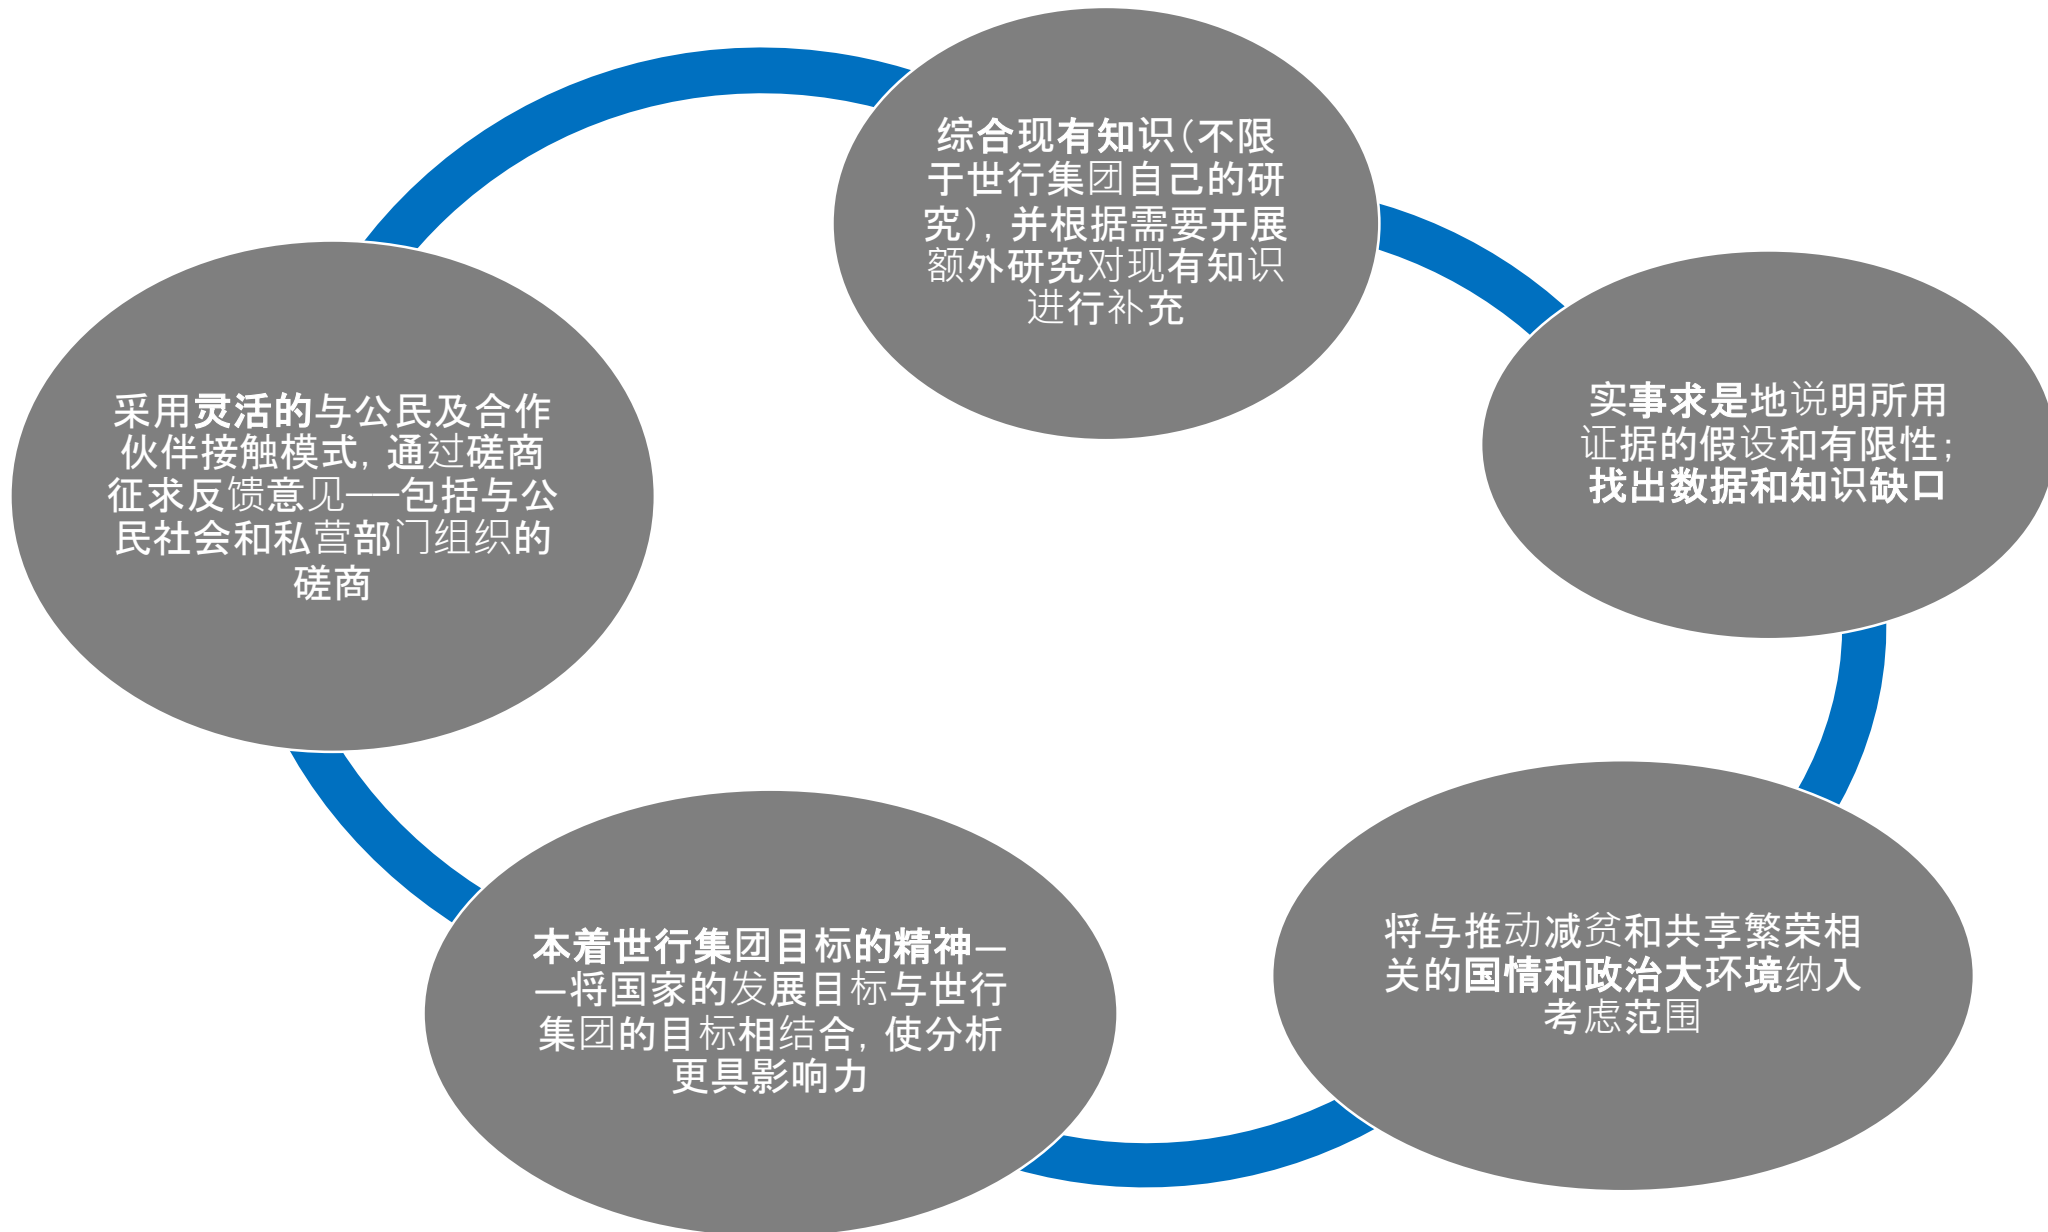 综合现有知识（不限
于世行集团自己的研
究），并根据需要开展
额外研究对现有知识
进行补充
实事求是地说明所用
证据的假设和有限性；
找出数据和知识缺口
将与推动减贫和共享繁荣相
关的国情和政治大环境纳入
考虑范围
本着世行集团目标的精神—
—将国家的发展目标与世行
集团的目标相结合，使分析
更具影响力
采用灵活的与公民及合作
伙伴接触模式，通过磋商
征求反馈意见——包括与公
民社会和私营部门组织的
磋商